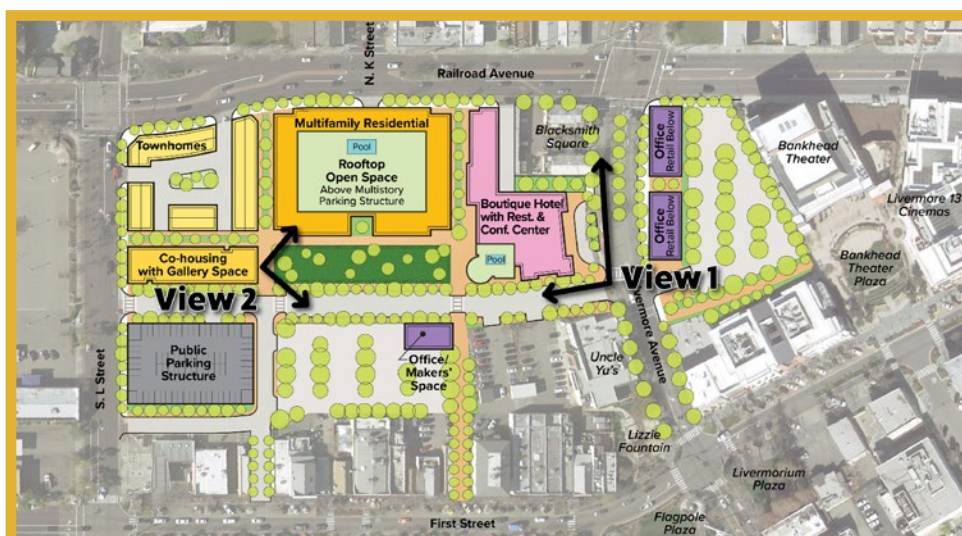 N. K Street
Railroad Avenue
Townhomes
Multifamily Residential
Pool
Rooftop
Open Space
Above Multistory
Parking Structure
Blacksmith
Square
Office
Retail Below
Bankhead
Theater
Livermore 13
Cinemas
Boutique Hotel
with Rest. &
Conf. Center
Office
Retail Below
Bankhead
Theater
Plaza
Co-housing
with Gallery Space
Pool
View 2
View 1
Livermore Avenue
S. L Street
Public
Parking
Structure
Office/
Makers'
Space
Uncle
Yu's
Lizzie
Fountain
Livermorium
Plaza
First Street
Flagpole
Plaza